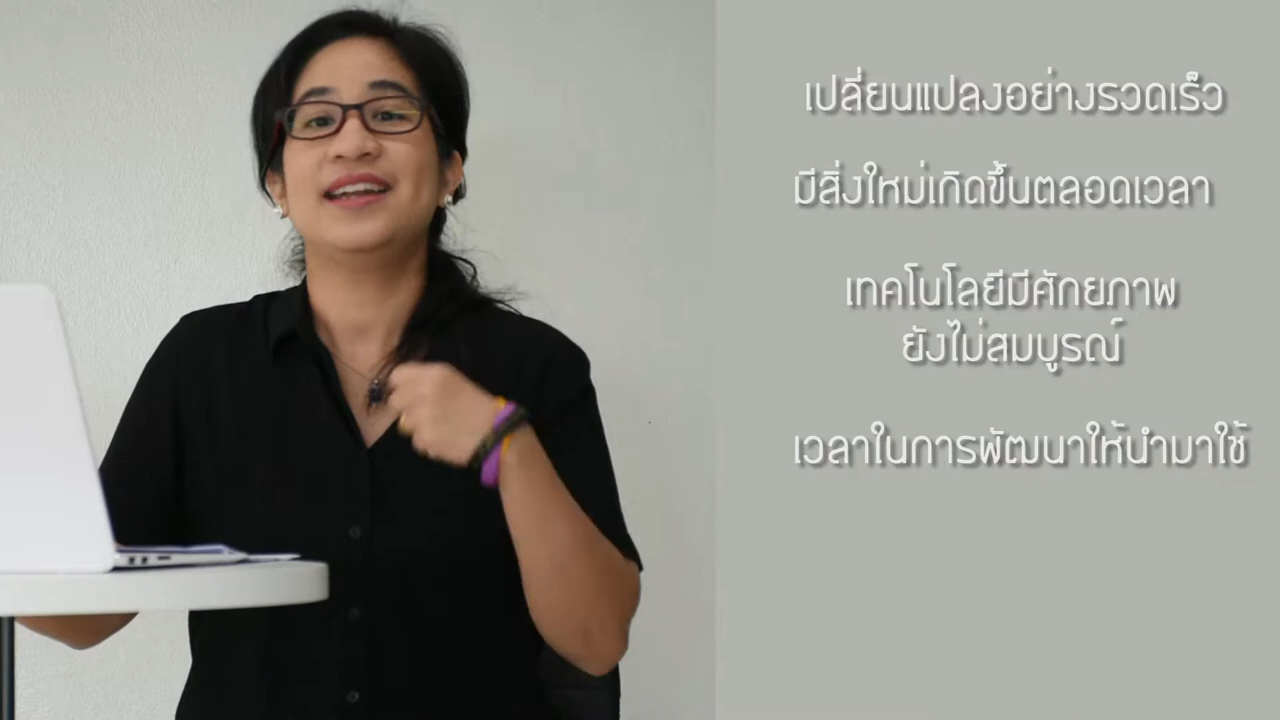 เปลี่ยนแปลงอย่างรวดเร็ว
มีสิ่งใหม่เกิดขึ้นตลอดเวลา
เทคโนโลยีมีศักยภาพ
ยังไม่สมบูรณ์
เวลาในการพัฒนาให้นำมาใช้